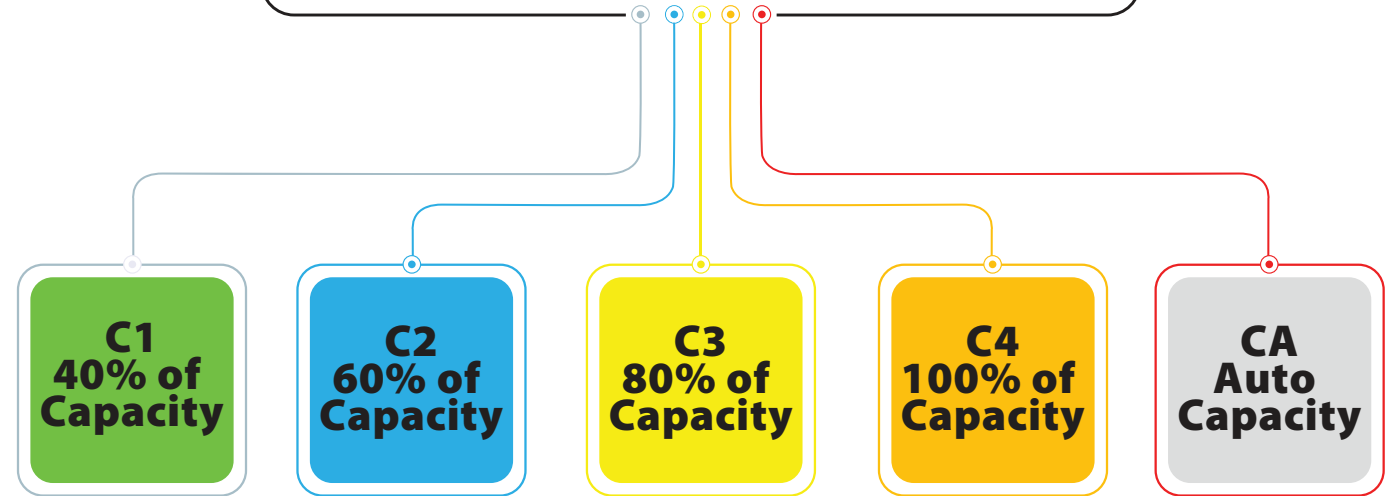 C1
40% of
Capacity
C2
60% of
Capacity
C3
80% of
Capacity
C4
100% of
Capacity
CA
Auto
Capacity